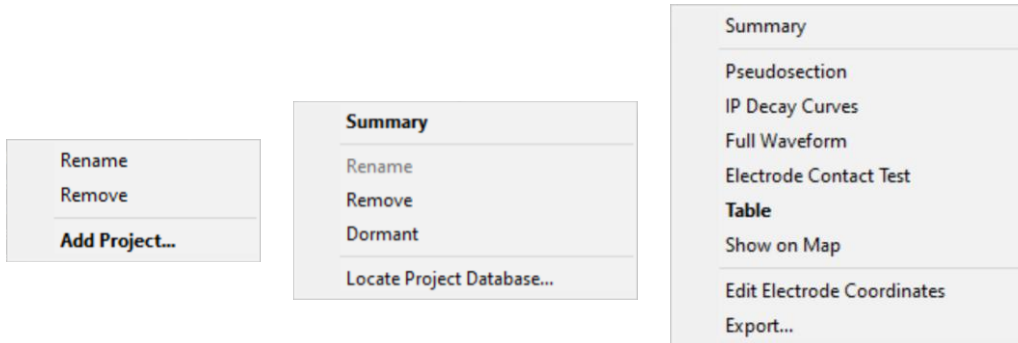 Rename
Remove
Add Project...
Summary
Rename
Remove
Dormant
Locate Project Database...
Summary
Pseudosection
IP Decay Curves
Full Waveform
Electrode Contact Test
Table
Show on Map
Edit Electrode Coordinates
Export...